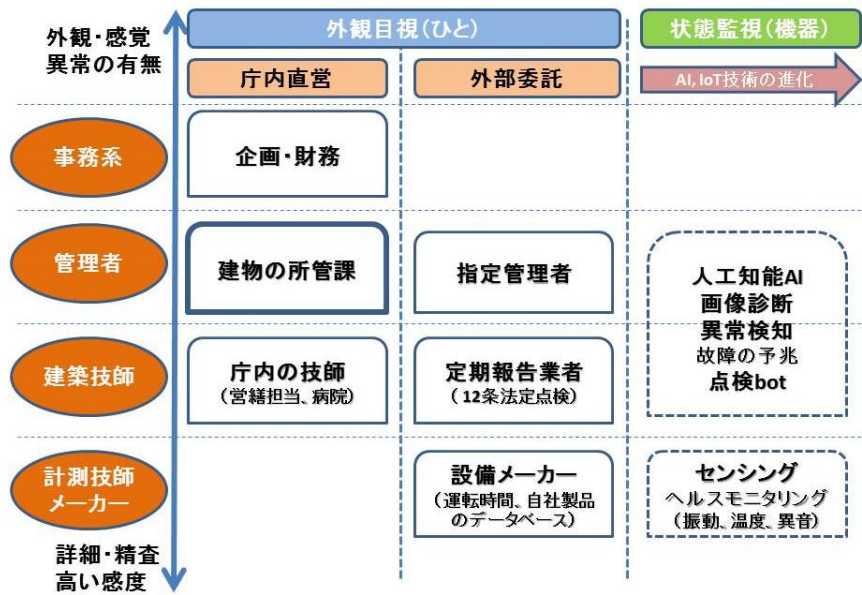 外観・感覚
異常の有無
外観目視(ひと)
状態監視(機器)
庁内直営
外部委託
AI, IoT技術の進化
事務系
企画・財務
管理者
建物の所管課
指定管理者
人工知能AI
画像診断
異常検知
故障の予兆
点検bot
建築技師
庁内の技師
(営繕担当、病院)
定期報告業者
(12条法定点検)
計測技師
メーカー
設備メーカー
(運転時間、自社製品
のデータベース)
センシング
ヘルスモニタリング
(振動、温度、異音)
詳細・精査
高い感度